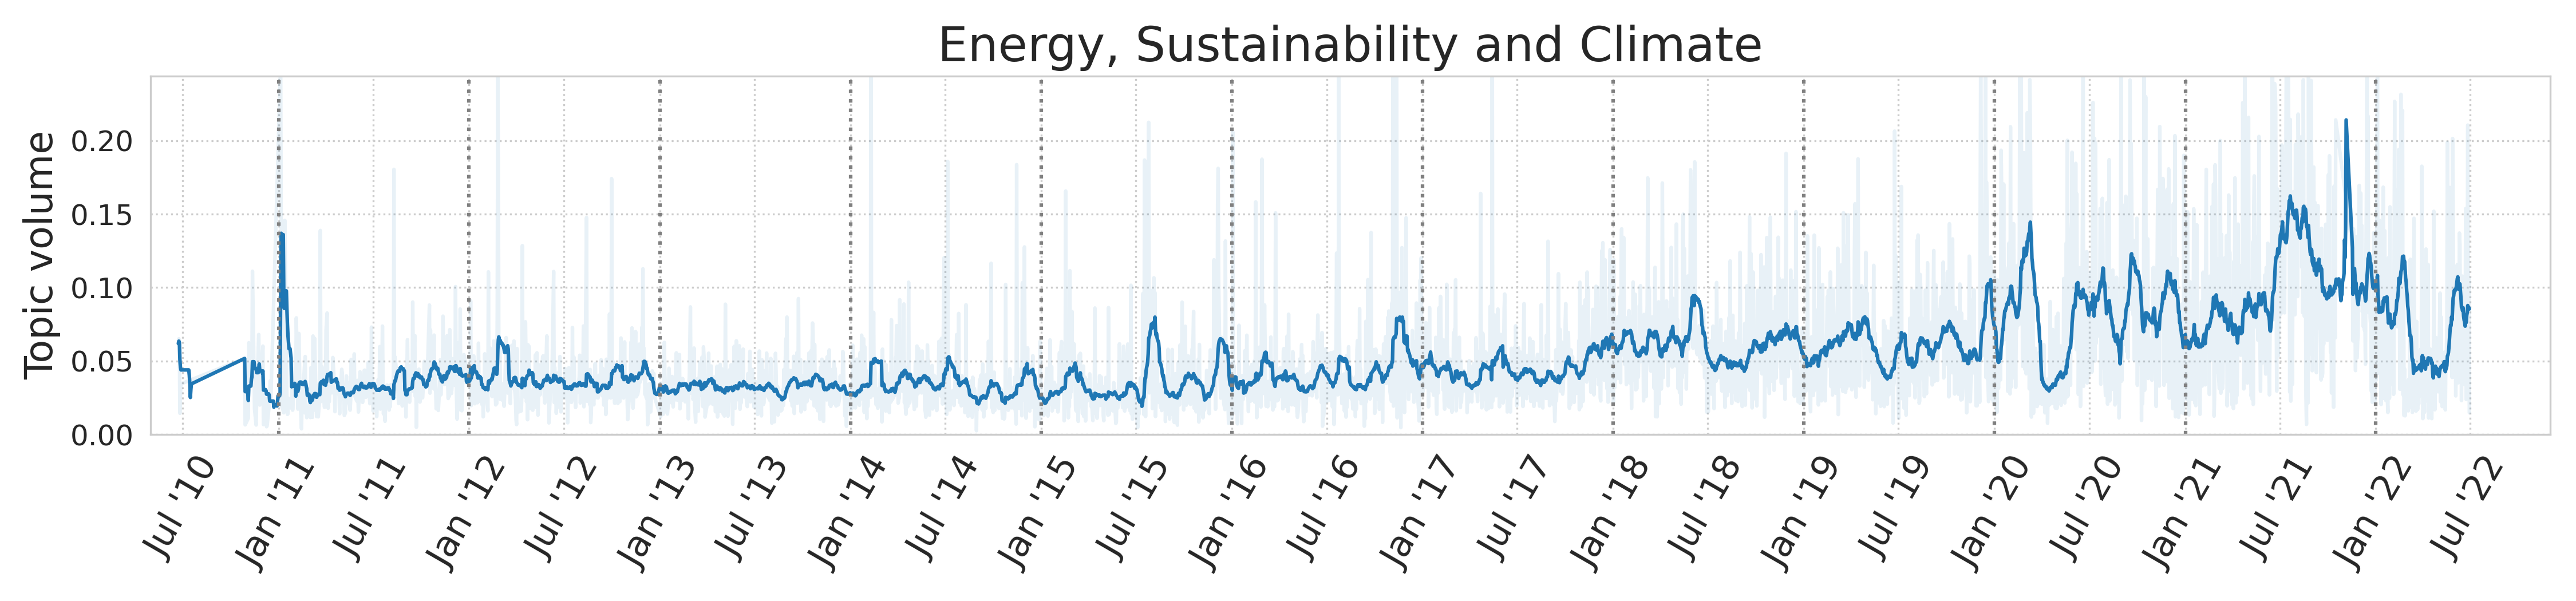 Energy, Sustainability and Climate
Topic volume
0.20
0.15
0.10
0.05
0.00
Jul '10
Jan '11
Jul '11
Jan '12
Jul '12
Jan '13
Jul '13
Jan '14
Jul '14
Jan '15
Jul '15
Jan '16
Jul '16
Jan '17
Jul '17
Jan '18
Jul '18
Jan '19
Jul '19
Jan '20
Jul '20
Jan '21
Jul '21
Jan '22
Jul '22